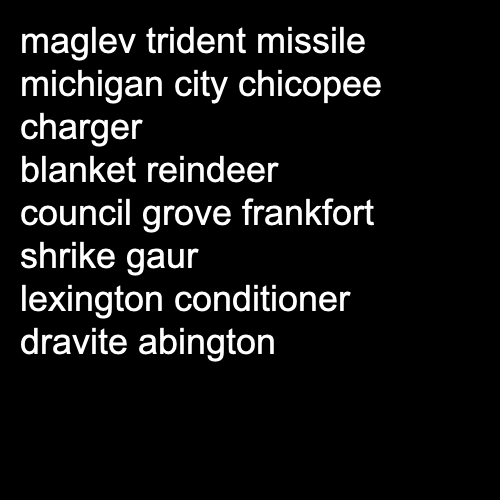 maglev trident missile
michigan city chicopee
charger
blanket reindeer
council grove frankfort
shrike gaur
lexington conditioner
dravite abington